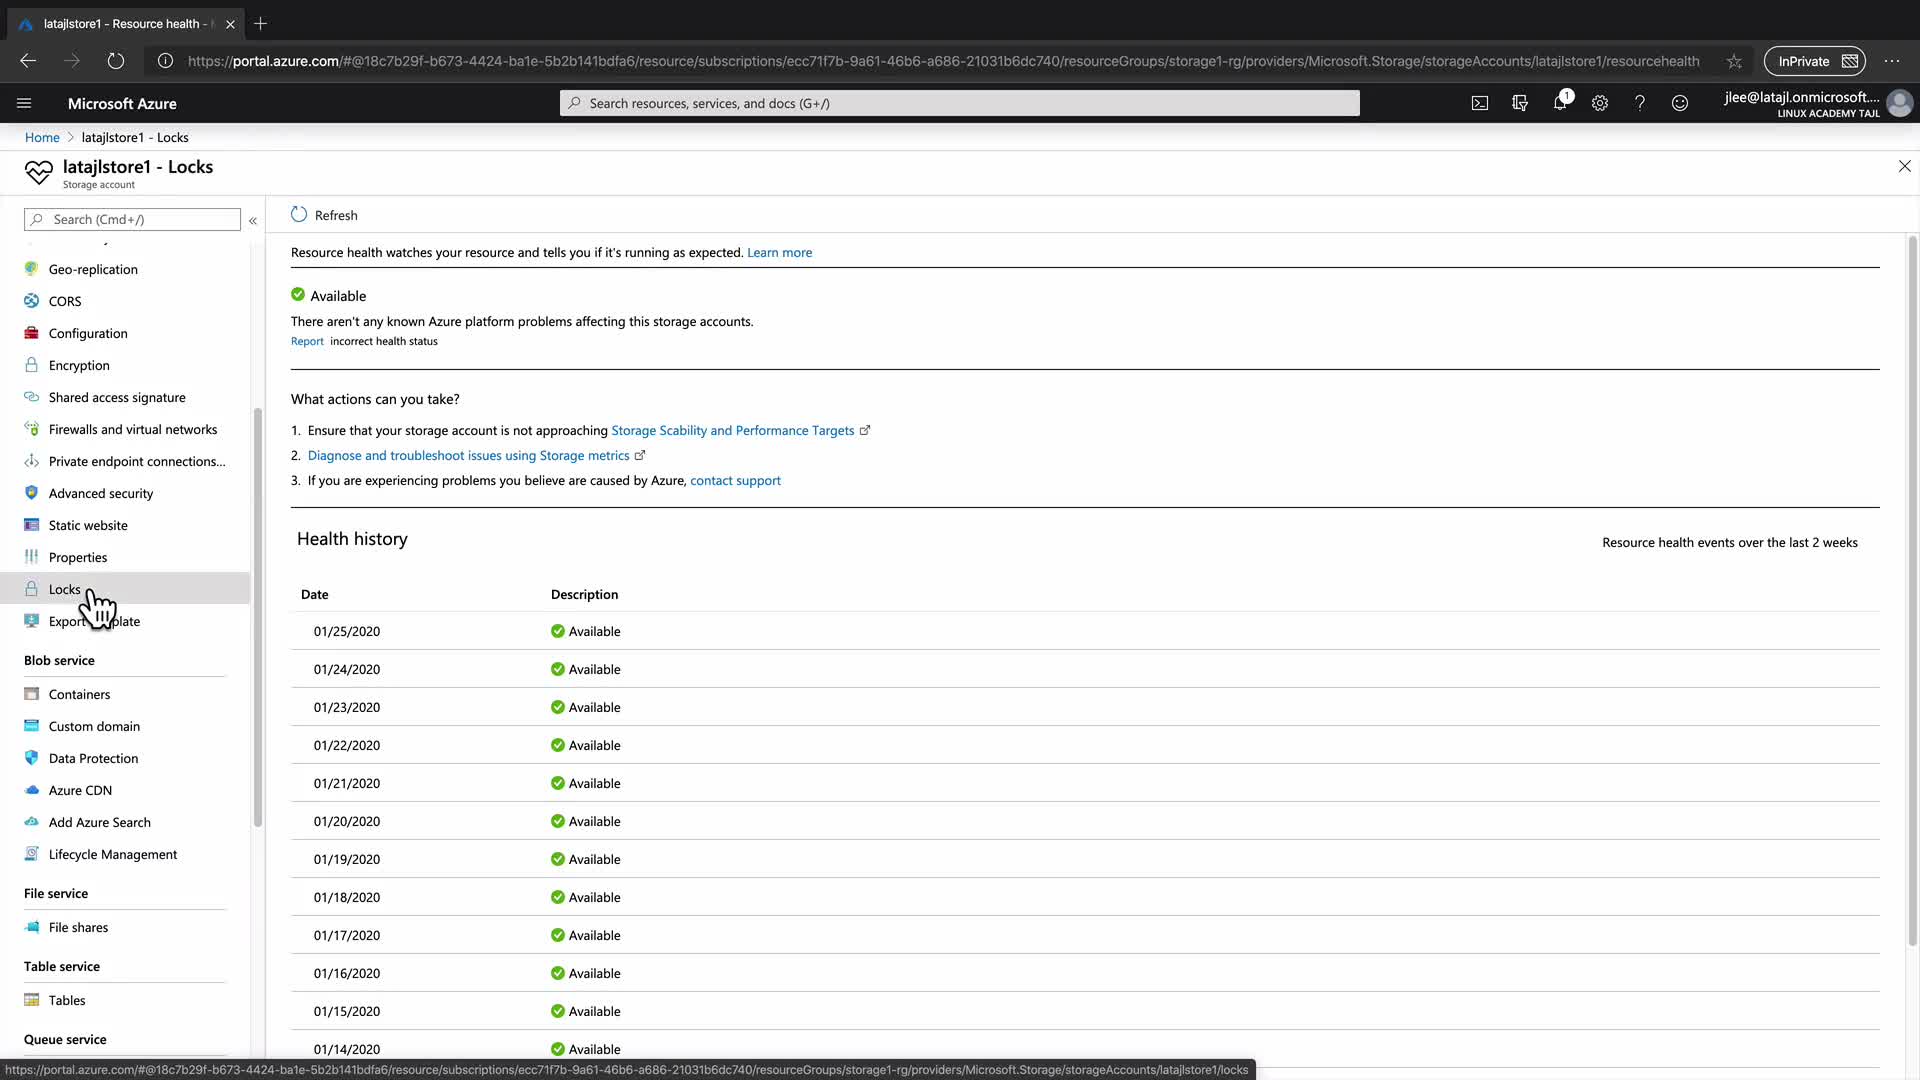 latajlstore1 - Resource health -
https://portal.azure.com/#@18c7b29f-b673-4424-ba1e-5b2b141bdfa6/resource/subscriptions/ecc71f7b-9a61-46b6-a686-21031b6dc740/resourceGroups/storage1-rg/providers/Microsoft.Storage/storageAccounts/latajlstore1/resourcehealth
InPrivate
Microsoft Azure
Search resources, services, and docs (G+/)
1
jlee@latajl.onmicrosoft....
LINUX ACADEMY TAJL
Home > latajlstore1 - Locks
latajlstore1 - Locks
Storage account
Search (Cmd+/)
«
Geo-replication
CORS
Configuration
Encryption
Shared access signature
Firewalls and virtual networks
Private endpoint connections...
Advanced security
Static website
Properties
Locks
Export plate
Blob service
Containers
Custom domain
Data Protection
Azure CDN
Add Azure Search
Lifecycle Management
File service
File shares
Table service
Tables
Queue service
Refresh
Resource health watches your resource and tells you if it's running as expected. Learn more
Available
There aren't any known Azure platform problems affecting this storage accounts.
Report incorrect health status
What actions can you take?
1. Ensure that your storage account is not approaching Storage Scability and Performance Targets
2. Diagnose and troubleshoot issues using Storage metrics
3. If you are experiencing problems you believe are caused by Azure, contact support
Health history
Resource health events over the last 2 weeks
Date Description
01/25/2020 Available
01/24/2020 Available
01/23/2020 Available
01/22/2020 Available
01/21/2020 Available
01/20/2020 Available
01/19/2020 Available
01/18/2020 Available
01/17/2020 Available
01/16/2020 Available
01/15/2020 Available
01/14/2020 Available
https://portal.azure.com/#@18c7b29f-b673-4424-ba1e-5b2b141bdfa6/resource/subscriptions/ecc71f7b-9a61-46b6-a686-21031b6dc740/resourceGroups/storage1-rg/providers/Microsoft.Storage/storageAccounts/latajlstore1/locks